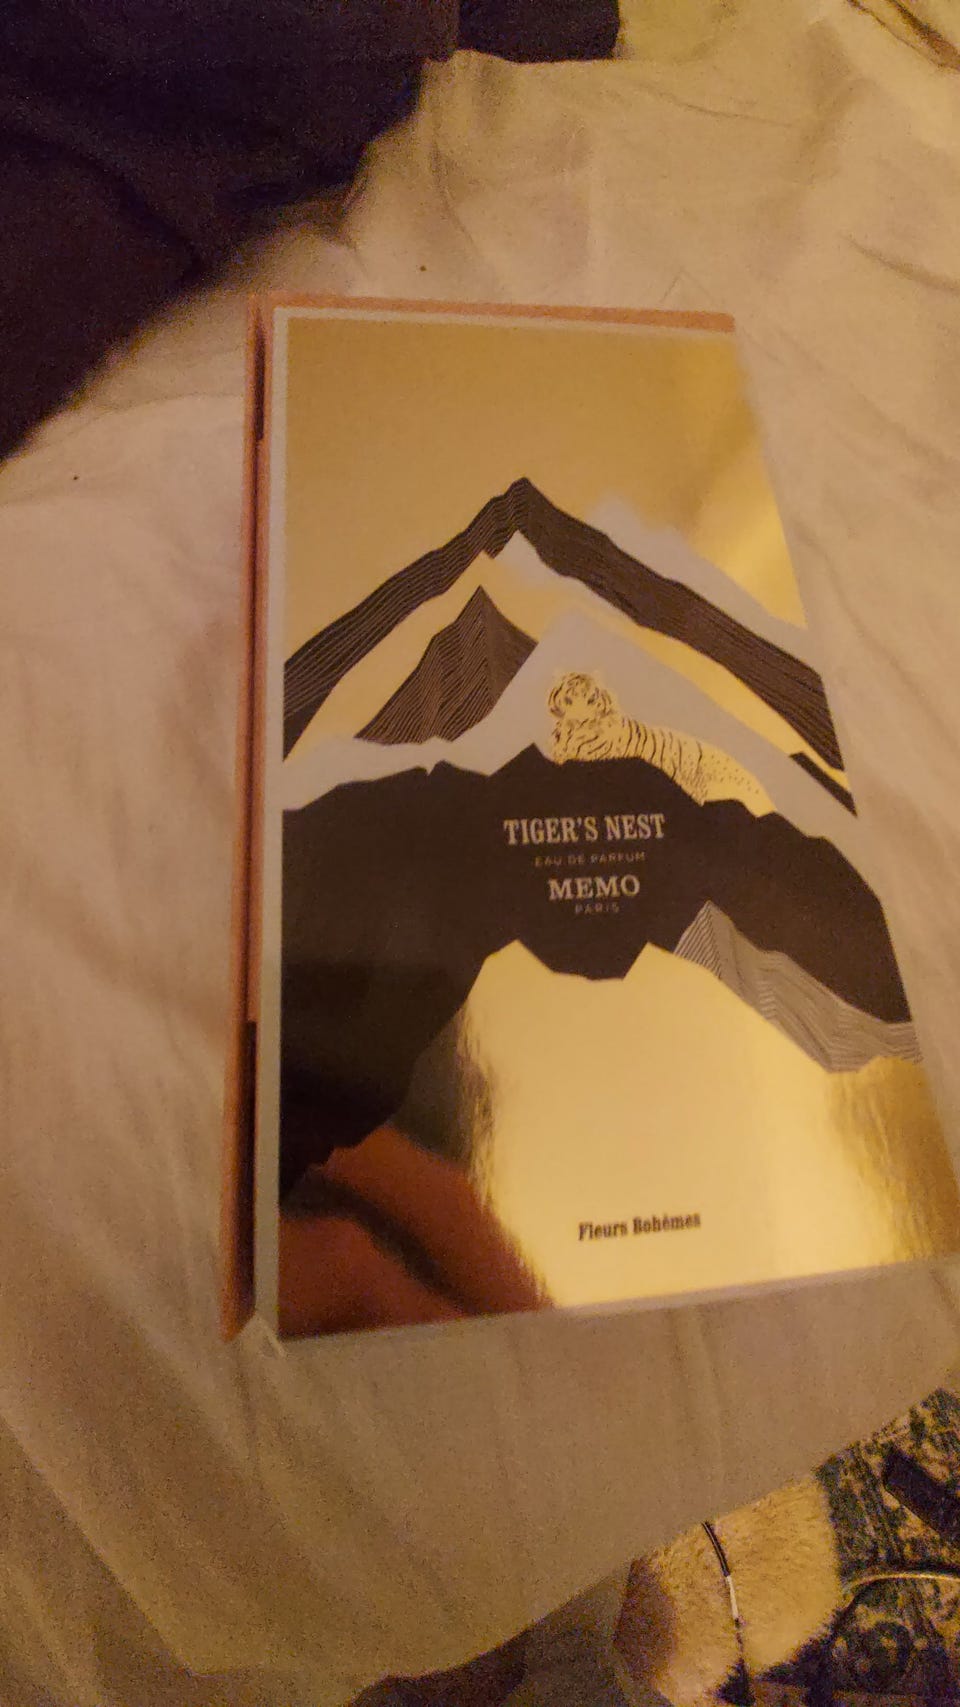 TIGER'S NEST
EAU DE PARFUM
MEMO
PARIS
Fleurs Bohèmes